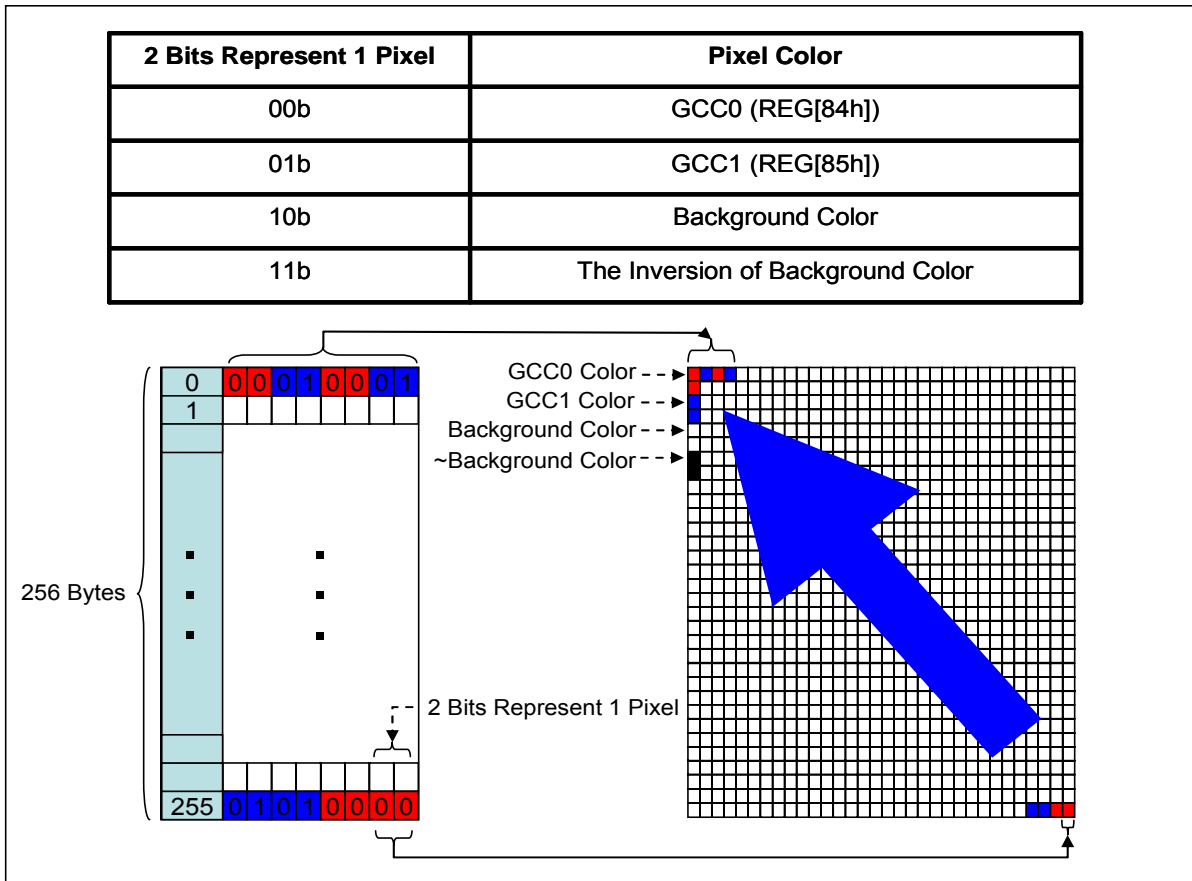 2 Bits Represent 1 Pixel Pixel Color
00b GCC0 (REG[84h])
01b GCC1 (REG[85h])
10b Background Color
11b The Inversion of Background Color
0 0 0 0 1 0 0 0 1
1
256 Bytes
2 Bits Represent 1 Pixel
255 0 1 0 1 0 0 0 0
GCC0 Color
GCC1 Color
Background Color
~Background Color